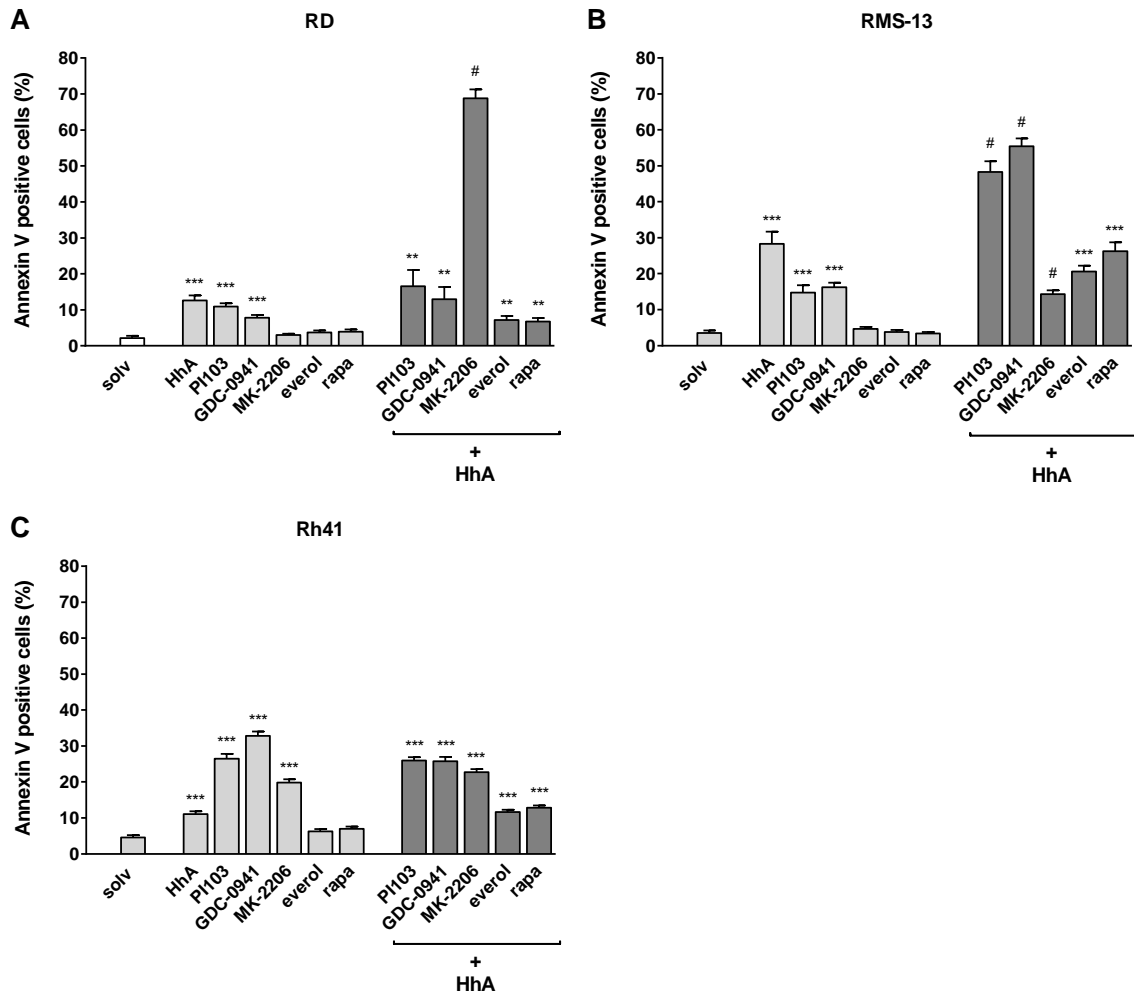 A
RD
Annexin V positive cells (%)
80
70
60
50
40
30
20
10
0
*** *** *** ** ** # ** **
solv HhA PI103 GDC-0941 MK-2206 everol rapa PI103 GDC-0941 MK-2206 everol rapa
+
HhA
B
RMS-13
Annexin V positive cells (%)
80
70
60
50
40
30
20
10
0
*** *** *** # # # *** ***
solv HhA PI103 GDC-0941 MK-2206 everol rapa PI103 GDC-0941 MK-2206 everol rapa
+
HhA
C
Rh41
Annexin V positive cells (%)
80
70
60
50
40
30
20
10
0
*** *** *** *** *** *** *** *** ***
solv HhA PI103 GDC-0941 MK-2206 everol rapa PI103 GDC-0941 MK-2206 everol rapa
+
HhA